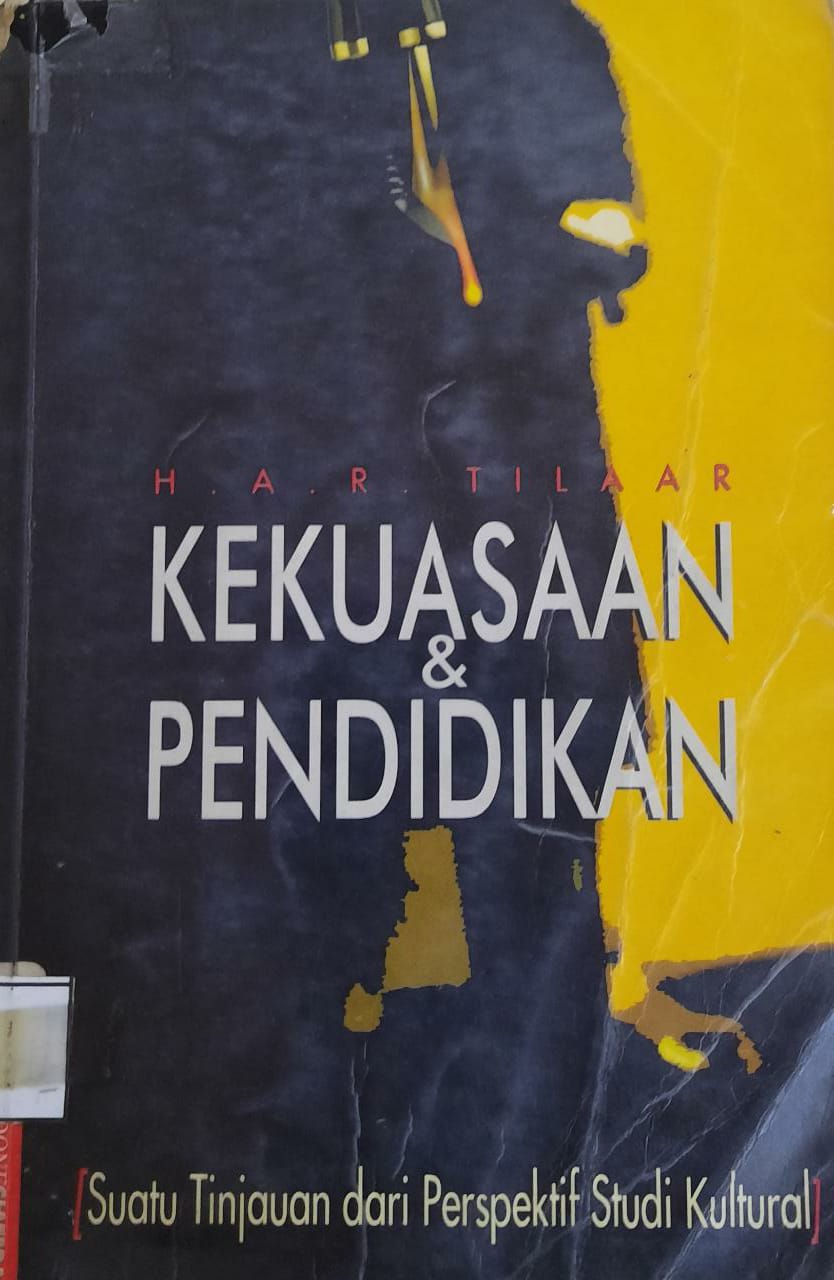 H.A.R. TILAAR
KEKUASAAN
&
PENDIDIKAN
[Suatu Tinjauan dari Perspektif Studi Kultural]